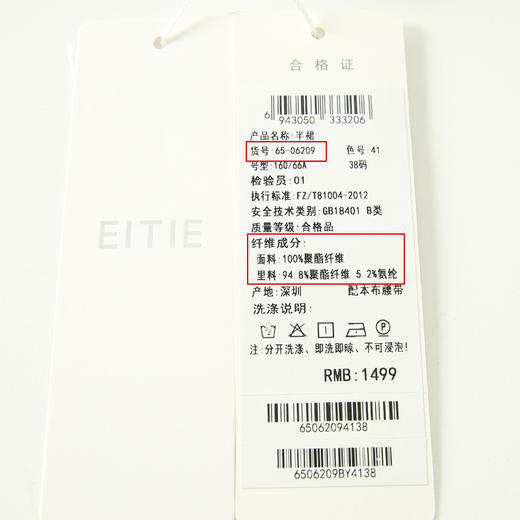 EITIE
合格证
6 943050 333206
产品名称:半裙
货号:65-06209 色号:41
号型:160/66A 38码
检验员:01
执行标准:FZ/T81004-2012
安全技术类别:GB18401 B类
质量等级:合格品
纤维成分:
面料:100%聚酯纤维
里料:94.8%聚酯纤维 5.2%氨纶
产地:深圳 配本布腰带
洗涤说明:
注:分开洗涤、即洗即晾、不可浸泡!
RMB:1499
65062094138
6506209BY4138